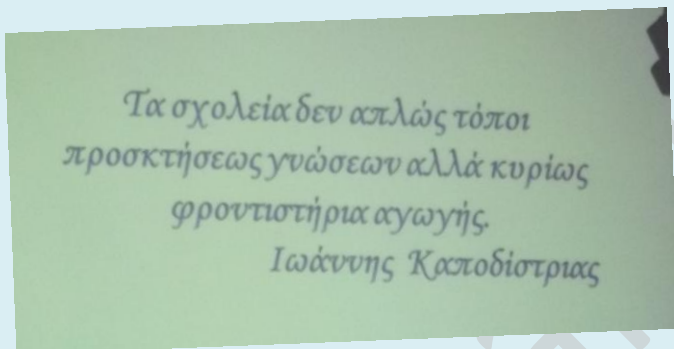 Τα σχολεία δεν απλώς τόποι
προσκτήσεως γνώσεων αλλά κυρίως
φροντιστήρια αγωγής.
Ιωάννης Καποδίστριας